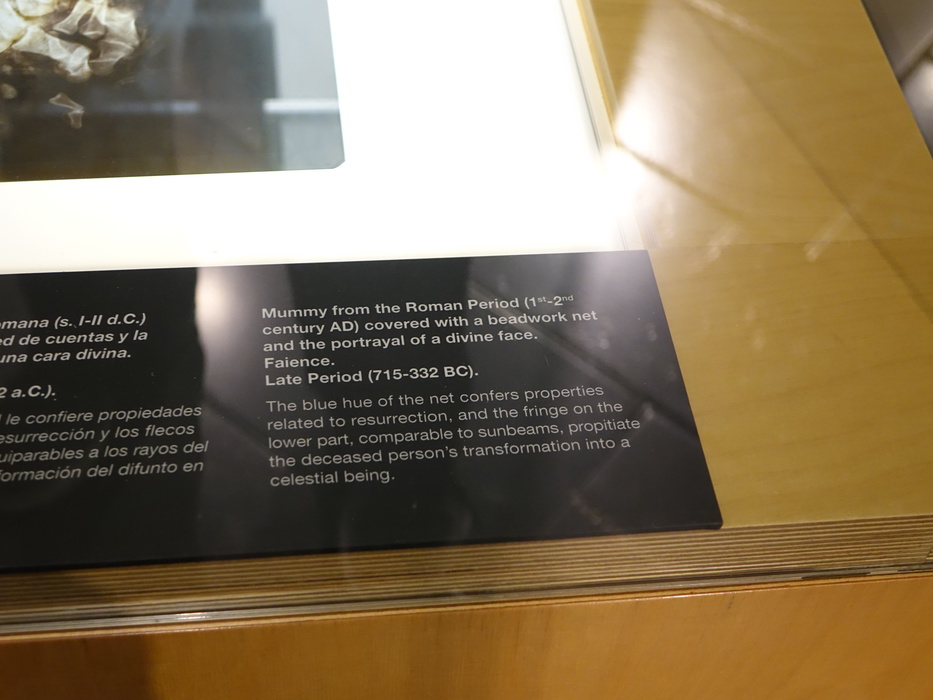 mana (s. I-II d.C.)
ed de cuentas y la
una cara divina.
2 a.C.).
le confiere propiedades
esurrección y los flecos
uiparables a los rayos del
formación del difunto en
Mummy from the Roman Period (1st-2nd
century AD) covered with a beadwork net
and the portrayal of a divine face.
Faience.
Late Period (715-332 BC).
The blue hue of the net confers properties
related to resurrection, and the fringe on the
lower part, comparable to sunbeams, propitiate
the deceased person's transformation into a
celestial being.